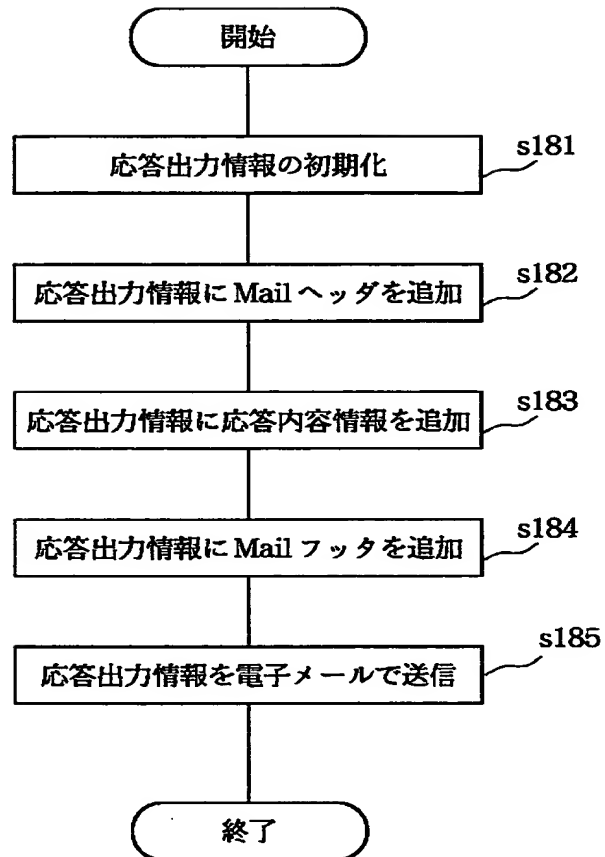 開始
応答出力情報の初期化
s181
応答出力情報に Mail ヘッダを追加
s182
応答出力情報に応答内容情報を追加
s183
応答出力情報に Mail フッタを追加
s184
応答出力情報を電子メールで送信
s185
終了